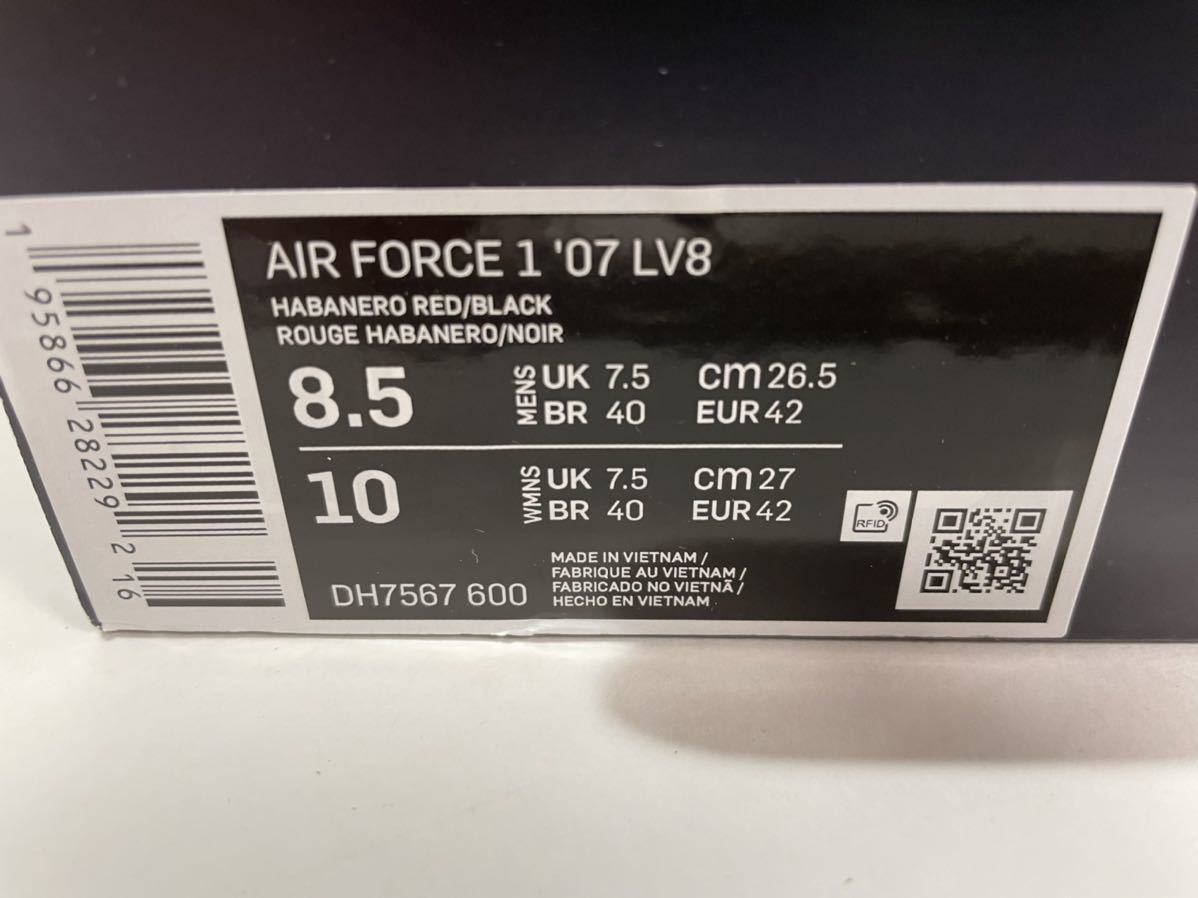 AIR FORCE 1 '07 LV8
HABANERO RED/BLACK
ROUGE HABANERO/NOIR
8.5 MENS UK 7.5 cm 26.5
BR 40 EUR 42
10 WMNS UK 7.5 cm 27
BR 40 EUR 42
DH7567 600
MADE IN VIETNAM /
FABRIQUE AU VIETNAM /
FABRICADO NO VIETNÃ /
HECHO EN VIETNAM
RFID
1 95866 28229 2 16